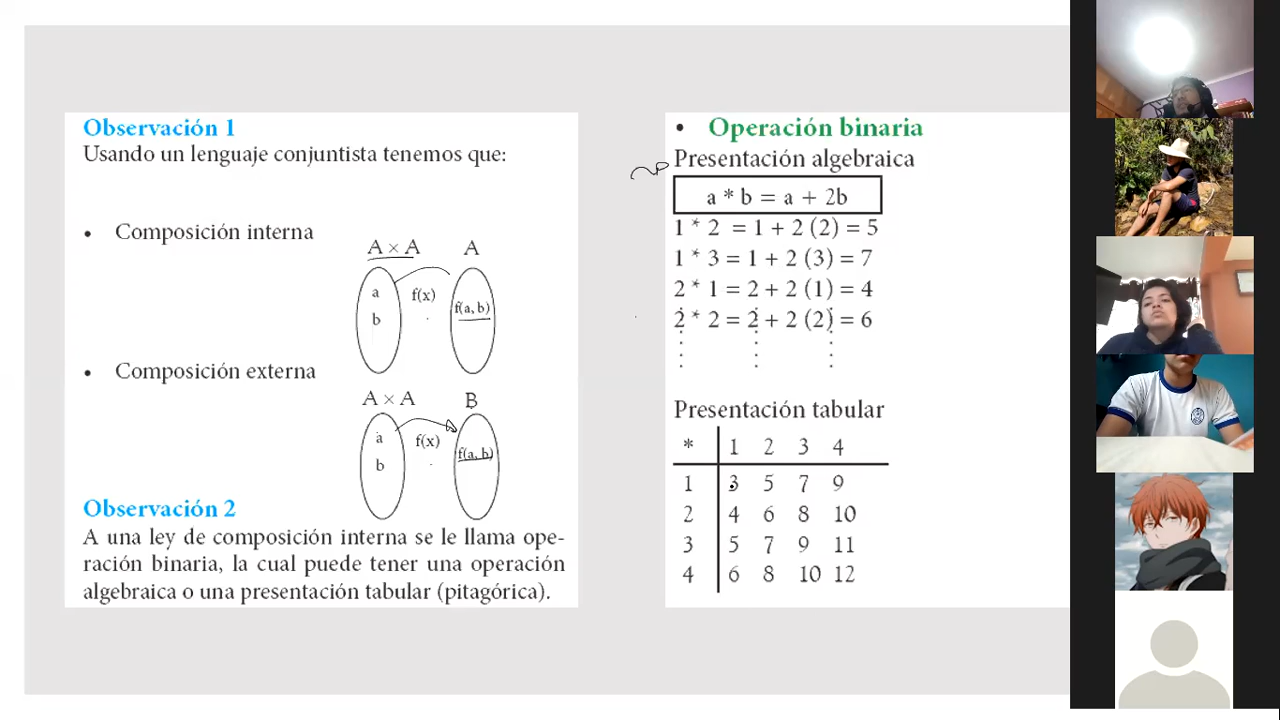 Observación 1
Usando un lenguaje conjuntista tenemos que:
• Composición interna
A × A A
a f(x) f(a, b)
b
• Composición externa
A × A B
a f(x) f(a, b)
b
Observación 2
A una ley de composición interna se le llama ope-
ración binaria, la cual puede tener una operación
algebraica o una presentación tabular (pitagórica).
• Operación binaria
Presentación algebraica
a * b = a + 2b
1 * 2 = 1 + 2 (2) = 5
1 * 3 = 1 + 2 (3) = 7
2 * 1 = 2 + 2 (1) = 4
2 * 2 = 2 + 2 (2) = 6
Presentación tabular
* 1 2 3 4
1 3 5 7 9
2 4 6 8 10
3 5 7 9 11
4 6 8 10 12